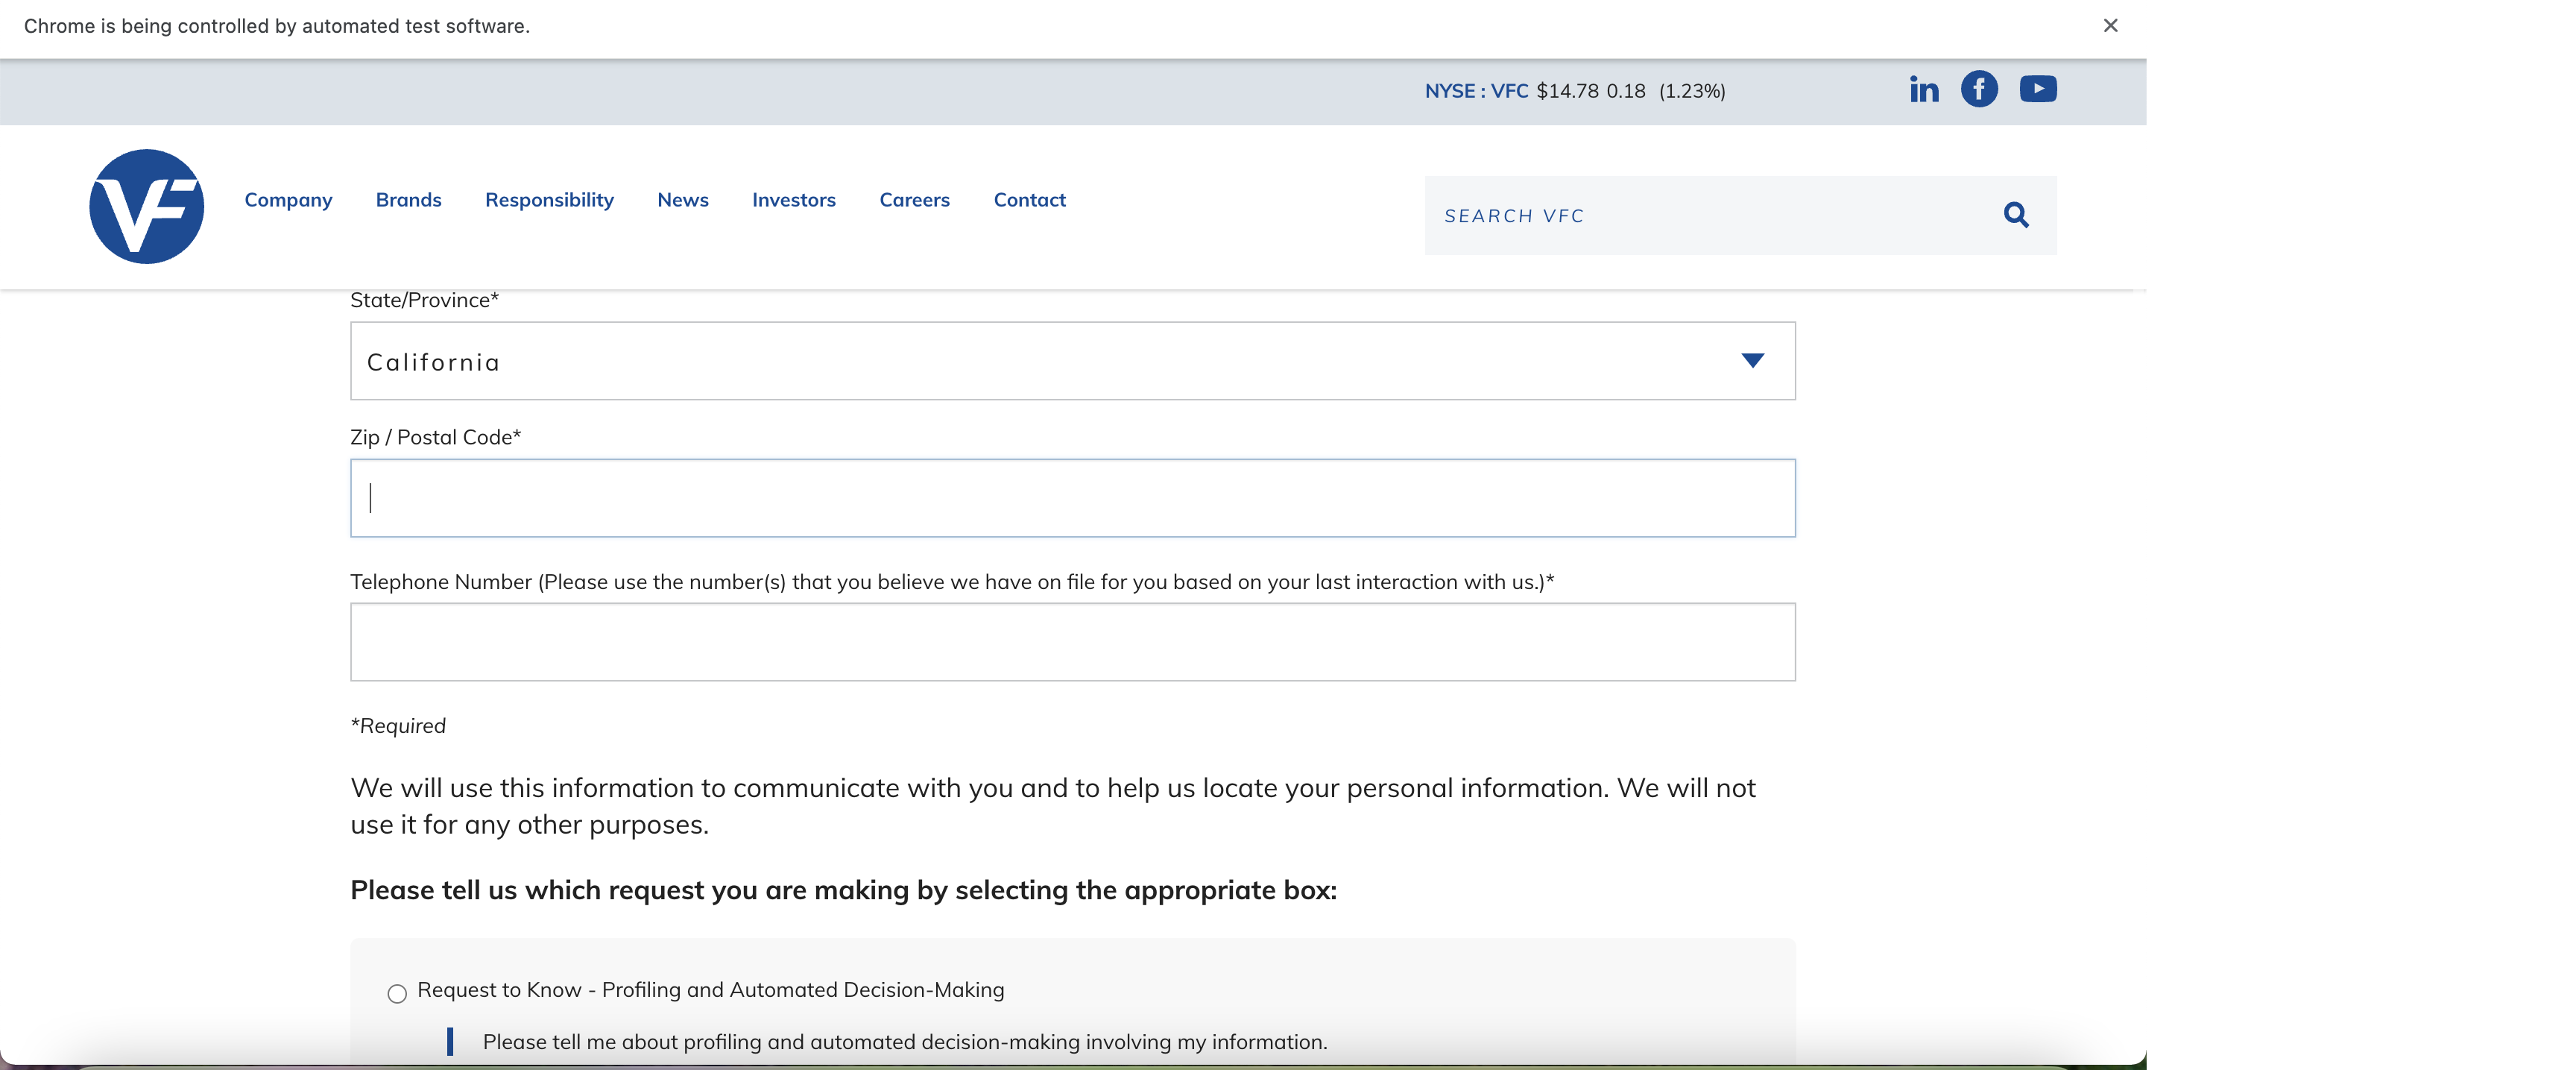 Chrome is being controlled by automated test software.
NYSE : VFC $14.78 0.18 (1.23%)
VF
Company Brands Responsibility News Investors Careers Contact
SEARCH VFC
State/Province*
California
Zip / Postal Code*
Telephone Number (Please use the number(s) that you believe we have on file for you based on your last interaction with us.)*
*Required
We will use this information to communicate with you and to help us locate your personal information. We will not
use it for any other purposes.
Please tell us which request you are making by selecting the appropriate box:
Request to Know - Profiling and Automated Decision-Making
Please tell me about profiling and automated decision-making involving my information.